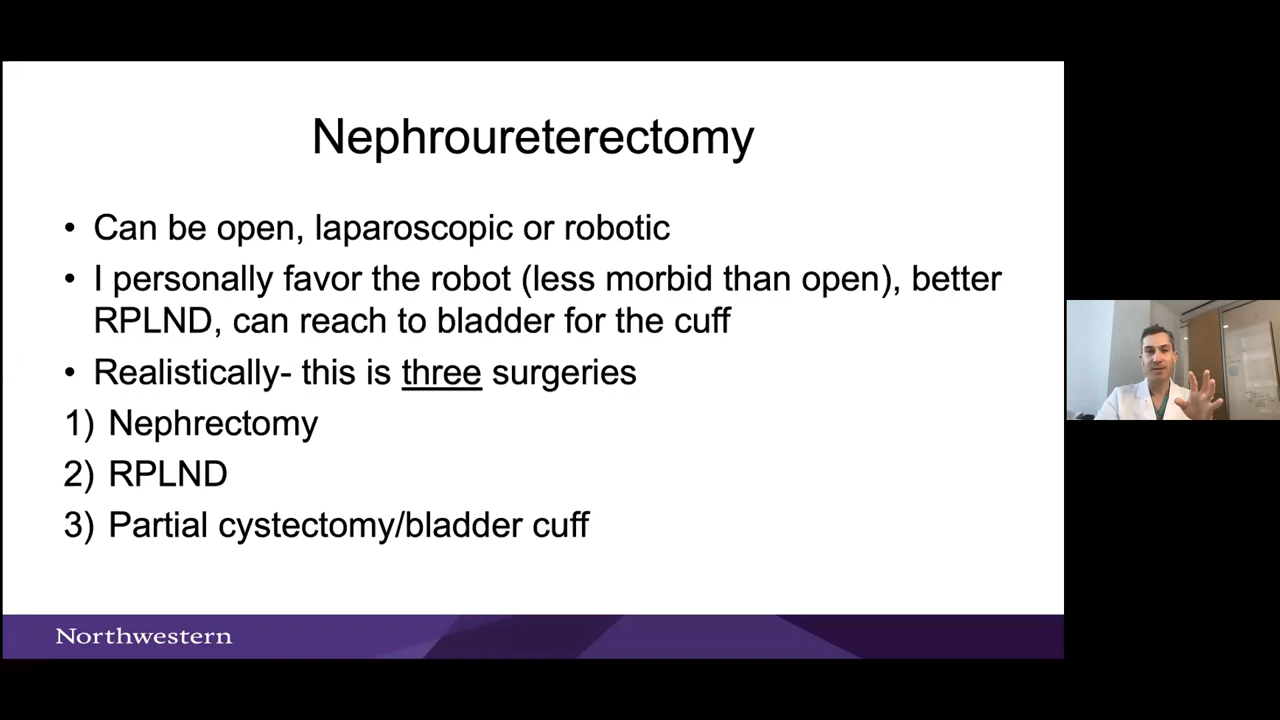 Nephroureterectomy
• Can be open, laparoscopic or robotic
• I personally favor the robot (less morbid than open), better
RPLND, can reach to bladder for the cuff
• Realistically- this is three surgeries
1) Nephrectomy
2) RPLND
3) Partial cystectomy/bladder cuff
Northwestern